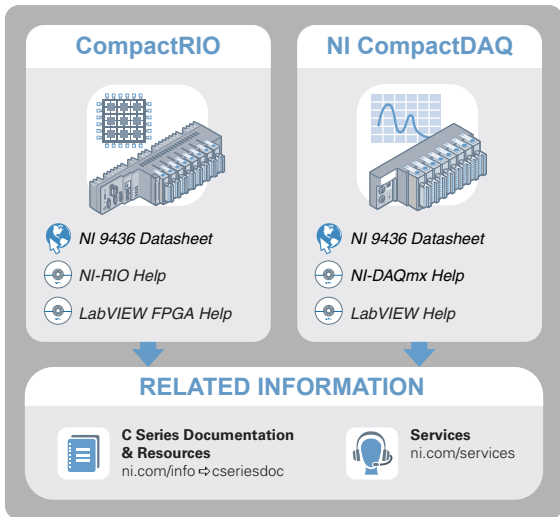 CompactRIO
NI 9436 Datasheet
NI-RIO Help
LabVIEW FPGA Help
NI CompactDAQ
NI 9436 Datasheet
NI-DAQmx Help
LabVIEW Help
RELATED INFORMATION
C Series Documentation
& Resources
ni.com/info ⇨ cseriesdoc
Services
ni.com/services